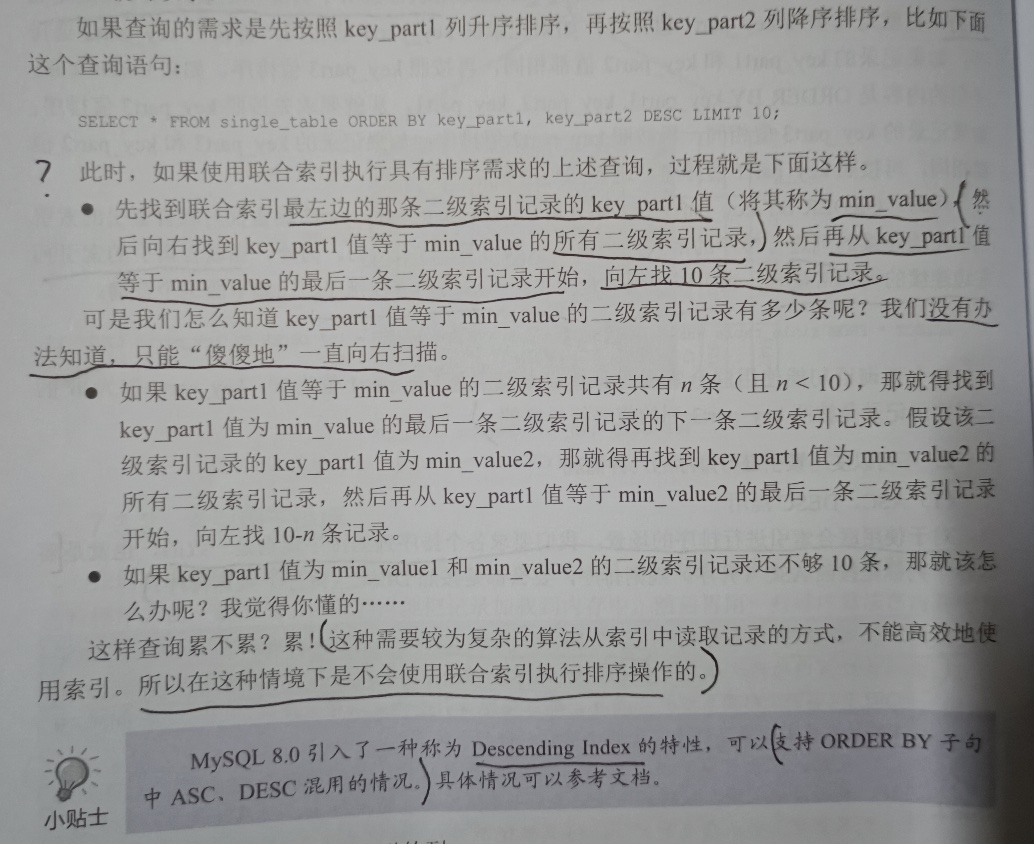 如果查询的需求是先按照 key_part1 列升序排序，再按照 key_part2 列降序排序，比如下面
这个查询语句：
SELECT * FROM single_table ORDER BY key_part1, key_part2 DESC LIMIT 10;
? 此时，如果使用联合索引执行具有排序需求的上述查询，过程就是下面这样。
● 先找到联合索引最左边的那条二级索引记录的 key_part1 值（将其称为 min_value），然
后向右找到 key_part1 值等于 min_value 的所有二级索引记录，然后再从 key_part1 值
等于 min_value 的最后一条二级索引记录开始，向左找 10 条二级索引记录。
可是我们怎么知道 key_part1 值等于 min_value 的二级索引记录有多少条呢？我们没有办
法知道，只能“傻傻地”一直向右扫描。
● 如果 key_part1 值等于 min_value 的二级索引记录共有 n 条（且 n < 10），那就得找到
key_part1 值为 min_value 的最后一条二级索引记录的下一条二级索引记录。假设该二
级索引记录的 key_part1 值为 min_value2，那就得再找到 key_part1 值为 min_value2 的
所有二级索引记录，然后再从 key_part1 值等于 min_value2 的最后一条二级索引记录
开始，向左找 10-n 条记录。
● 如果 key_part1 值为 min_value1 和 min_value2 的二级索引记录还不够 10 条，那就该怎
么办呢？我觉得你懂的……
这样查询累不累？累！这种需要较为复杂的算法从索引中读取记录的方式，不能高效地使
用索引。所以在这种情境下是不会使用联合索引执行排序操作的。
MySQL 8.0 引入了一种称为 Descending Index 的特性，可以支持 ORDER BY 子句
中 ASC、DESC 混用的情况。具体情况可以参考文档。
小贴士